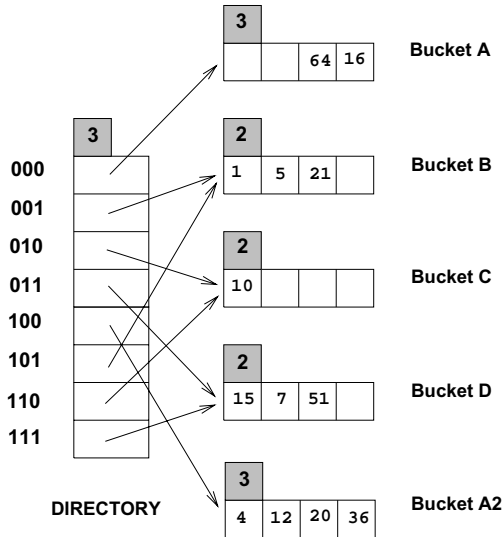 3
64 16 Bucket A
3
000
001
010
011
100
101
110
111
DIRECTORY
2
1 5 21 Bucket B
2
10 Bucket C
2
15 7 51 Bucket D
3
4 12 20 36 Bucket A2